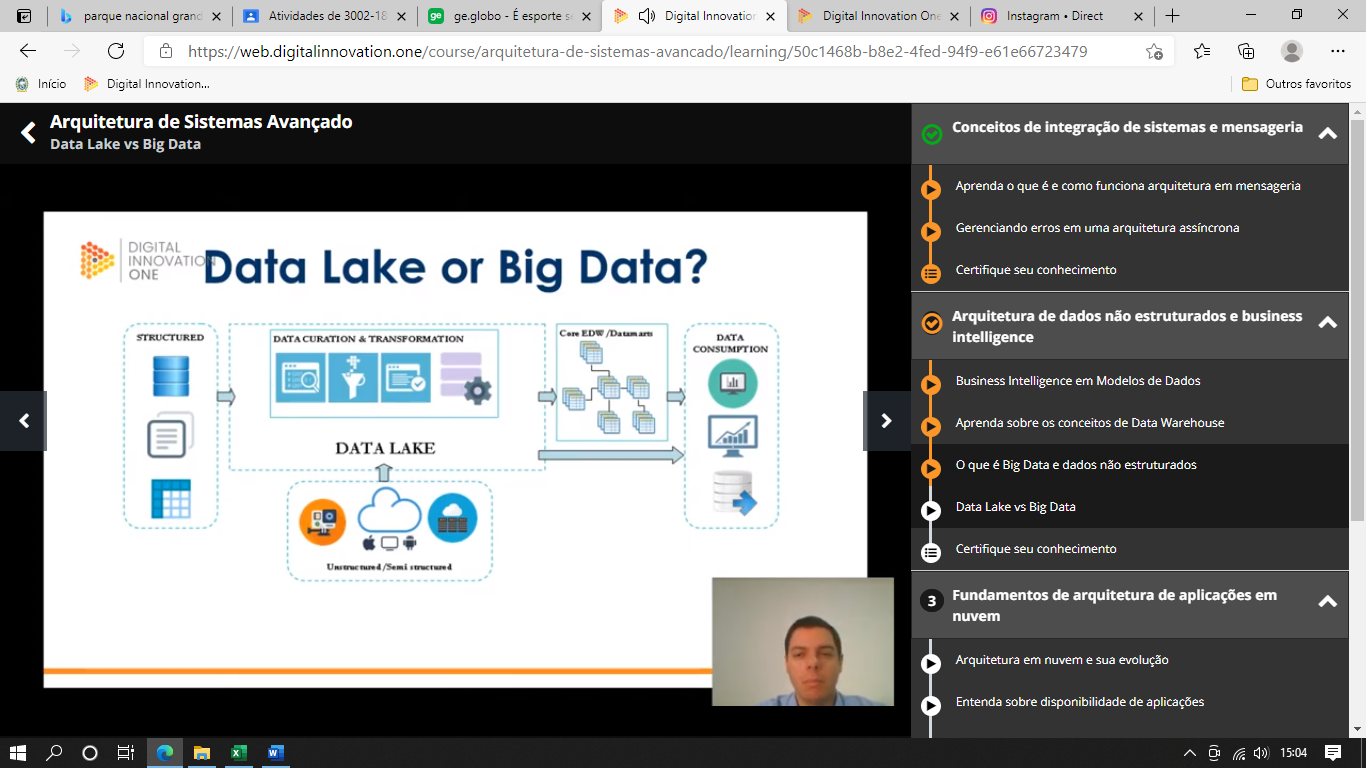 parque nacional grand
Atividades de 3002-18
ge.globo - É esporte s
Digital Innovation
Digital Innovation One
Instagram • Direct
https://web.digitalinnovation.one/course/arquitetura-de-sistemas-avancado/learning/50c1468b-b8e2-4fed-94f9-e61e66723479
Início
Digital Innovation...
Outros favoritos
Arquitetura de Sistemas Avançado
Data Lake vs Big Data
DIGITAL
INNOVATION
ONE
Data Lake or Big Data?
STRUCTURED
DATA CURATION & TRANSFORMATION
DATA LAKE
Core EDW /Datamarts
DATA
CONSUMPTION
Unstructured /Semi structured
Conceitos de integração de sistemas e mensageria
Aprenda o que é e como funciona arquitetura em mensageria
Gerenciando erros em uma arquitetura assíncrona
Certifique seu conhecimento
Arquitetura de dados não estruturados e business
intelligence
Business Intelligence em Modelos de Dados
Aprenda sobre os conceitos de Data Warehouse
O que é Big Data e dados não estruturados
Data Lake vs Big Data
Certifique seu conhecimento
3
Fundamentos de arquitetura de aplicações em
nuvem
Arquitetura em nuvem e sua evolução
Entenda sobre disponibilidade de aplicações
15:04